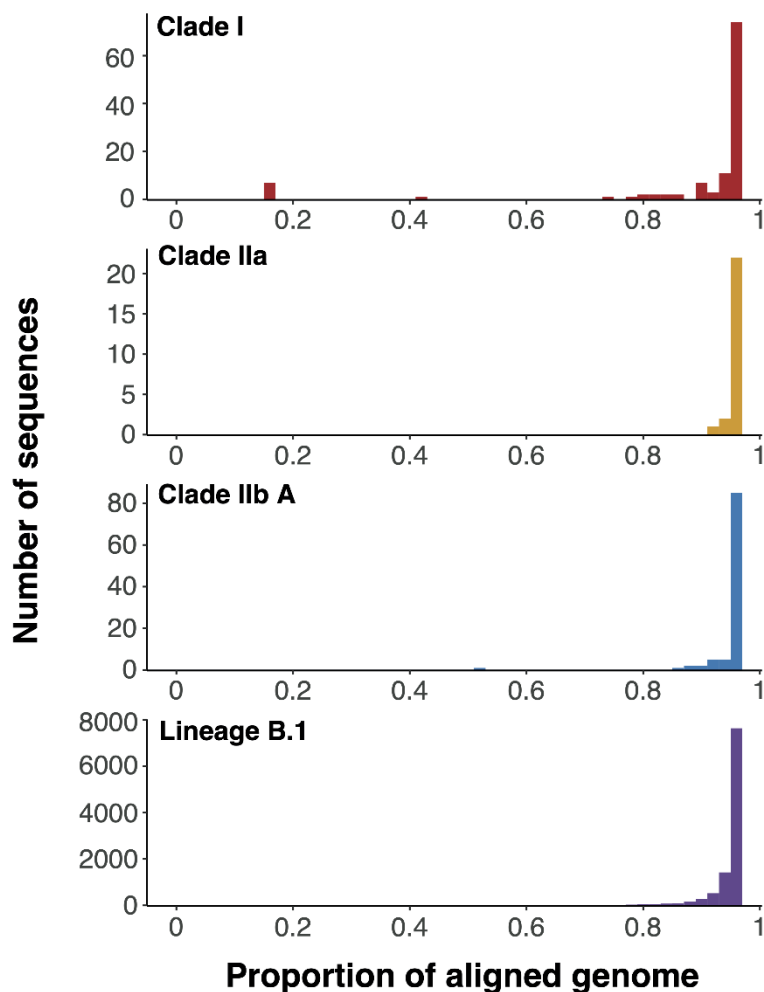 Clade I
60
40
20
0
0 0.2 0.4 0.6 0.8 1
Clade IIa
20
15
10
5
0
0 0.2 0.4 0.6 0.8 1
Clade IIb A
80
60
40
20
0
0 0.2 0.4 0.6 0.8 1
Lineage B.1
8000
6000
4000
2000
0
0 0.2 0.4 0.6 0.8 1
Number of sequences
Proportion of aligned genome